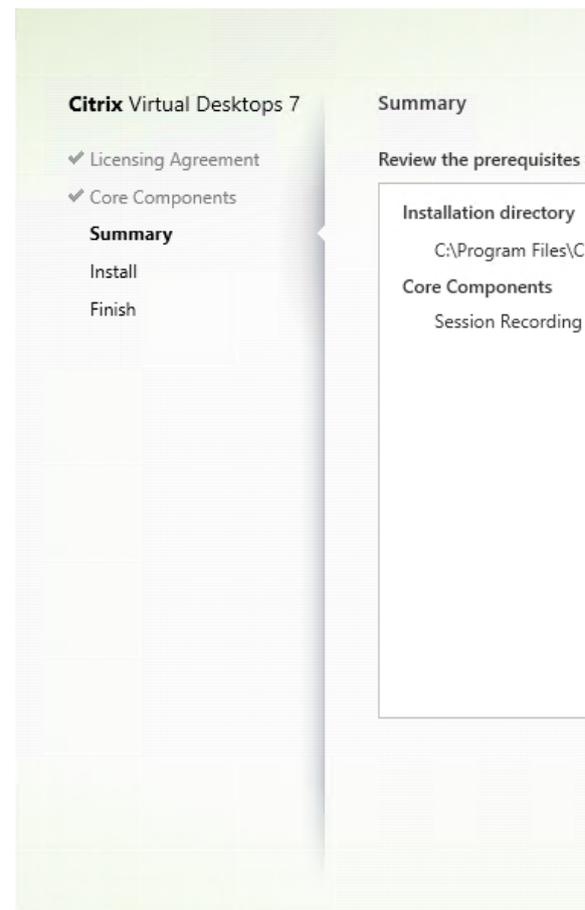 Citrix Virtual Desktops 7
Licensing Agreement
Core Components
Summary
Install
Finish
Summary
Review the prerequisites
Installation directory
C:\Program Files\C
Core Components
Session Recording